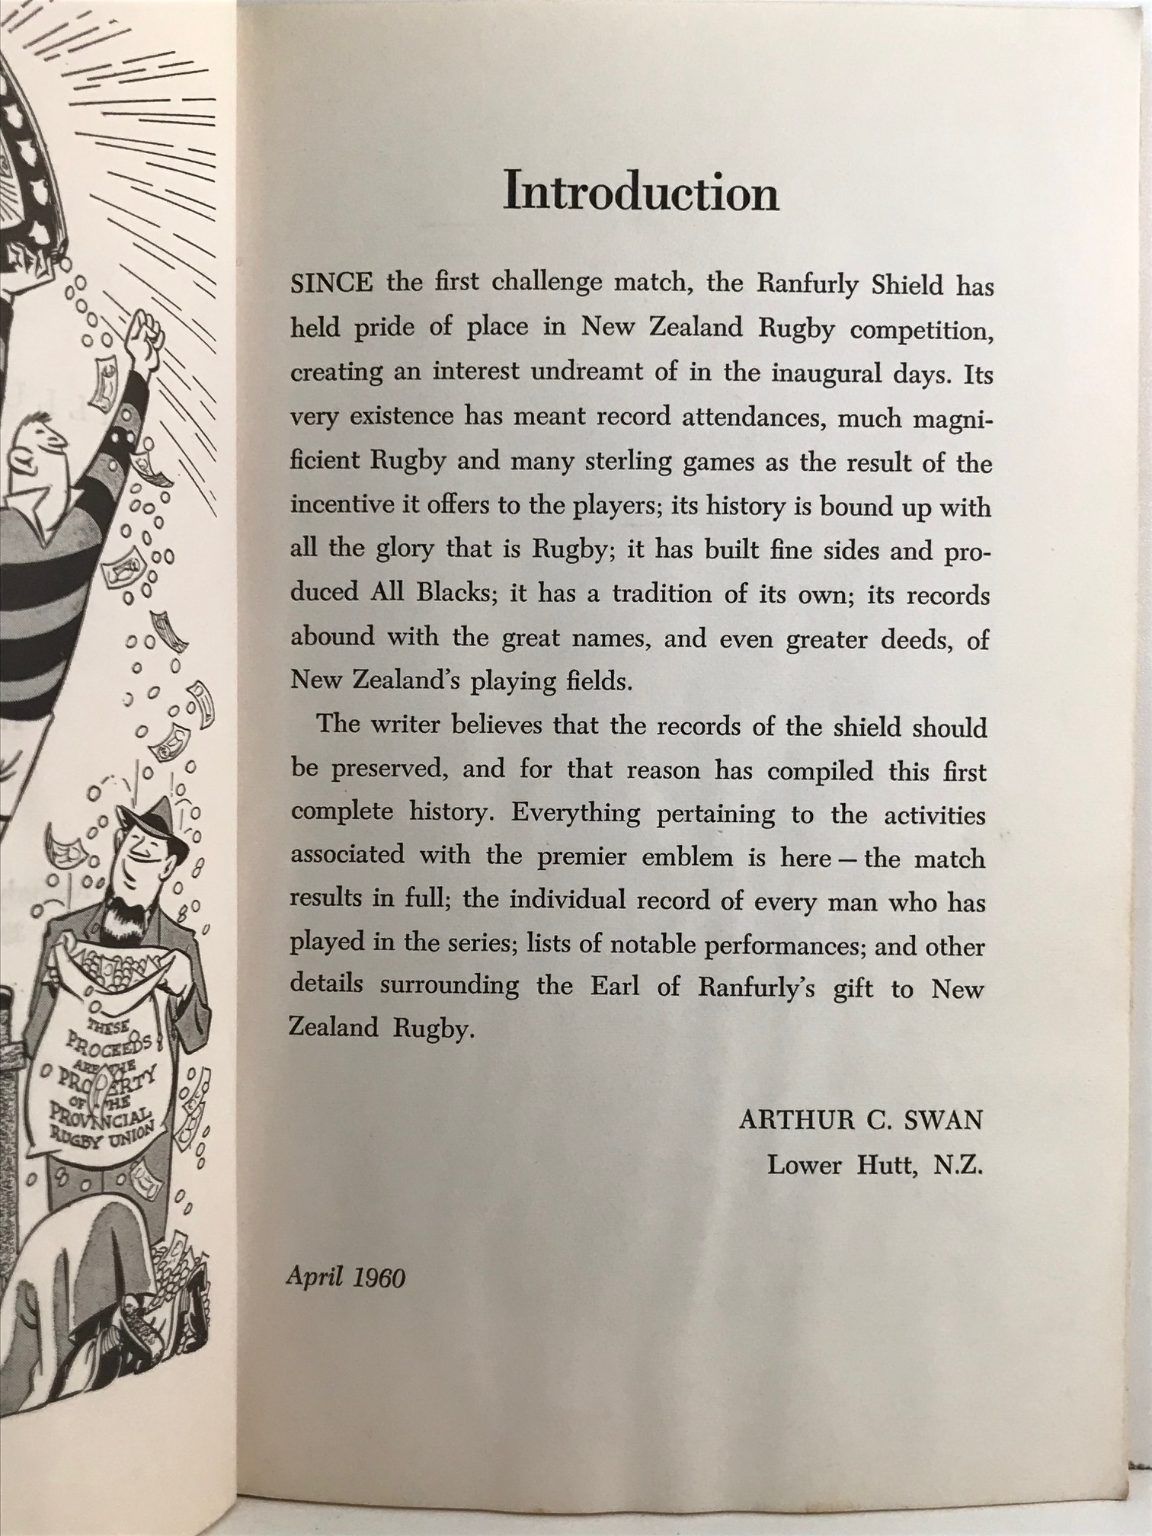 THESE
PROCEEDS
ARE THE
PROPERTY
OF THE
PROVINCIAL
RUGBY UNION
Introduction
SINCE the first challenge match, the Ranfurly Shield has
held pride of place in New Zealand Rugby competition,
creating an interest undreamt of in the inaugural days. Its
very existence has meant record attendances, much magni-
ficient Rugby and many sterling games as the result of the
incentive it offers to the players; its history is bound up with
all the glory that is Rugby; it has built fine sides and pro-
duced All Blacks; it has a tradition of its own; its records
abound with the great names, and even greater deeds, of
New Zealand's playing fields.
The writer believes that the records of the shield should
be preserved, and for that reason has compiled this first
complete history. Everything pertaining to the activities
associated with the premier emblem is here — the match
results in full; the individual record of every man who has
played in the series; lists of notable performances; and other
details surrounding the Earl of Ranfurly's gift to New
Zealand Rugby.
ARTHUR C. SWAN
Lower Hutt, N.Z.
April 1960